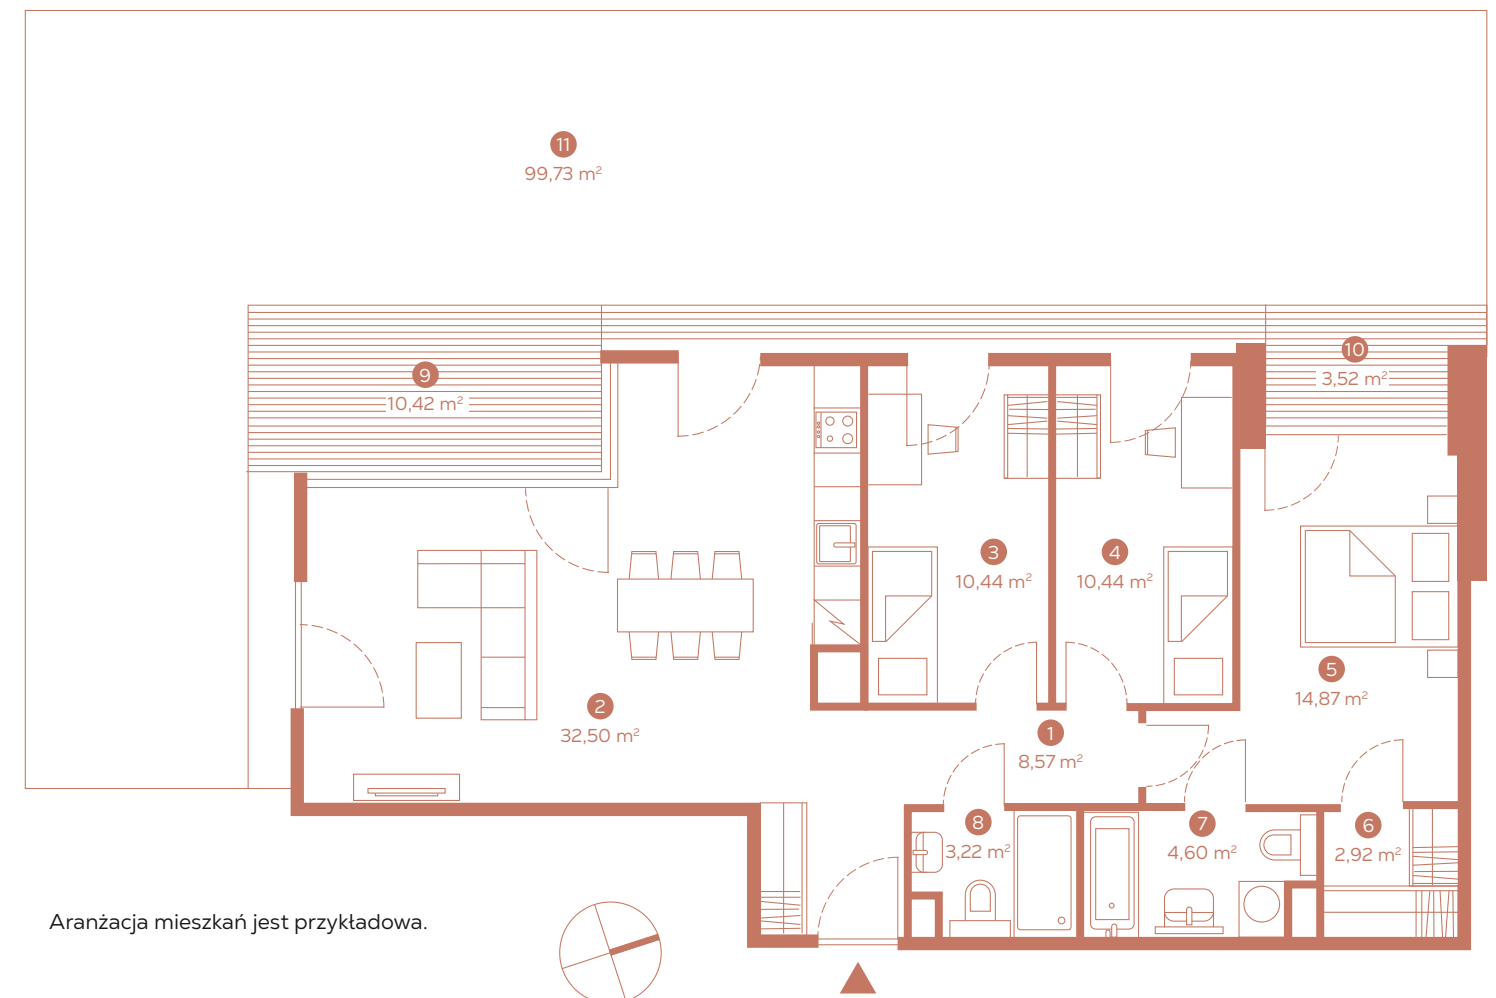 11
99,73 m²
10
3,52 m²
9
10,42 m²
3
10,44 m²
4
10,44 m²
5
14,87 m²
2
32,50 m²
1
8,57 m²
8
3,22 m²
7
4,60 m²
6
2,92 m²
Aranżacja mieszkań jest przykładowa.